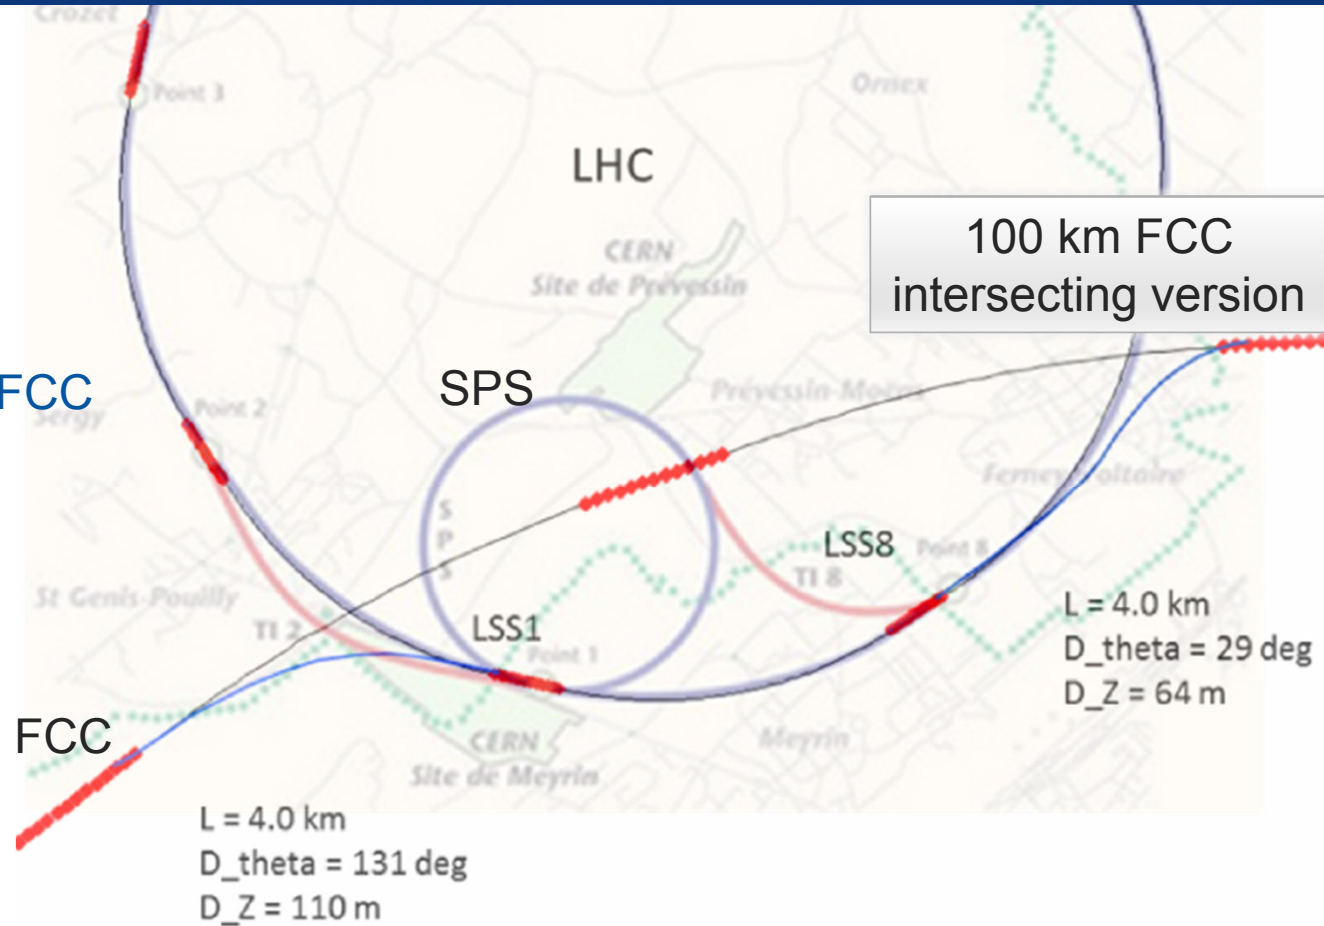 Crozet
Point 3
Ornex
LHC
CERN
Site de Prévessin
100 km FCC
intersecting version
FCC
SPS
Point 2
Sergy
Prévessin-Moëns
Ferney-Voltaire
S
P
S
LSS8
Point 8
TI 8
St Genis-Pouilly
TI 2
LSS1
Point 1
L = 4.0 km
D_theta = 29 deg
D_Z = 64 m
FCC
CERN
Site de Meyrin
Meyrin
L = 4.0 km
D_theta = 131 deg
D_Z = 110 m